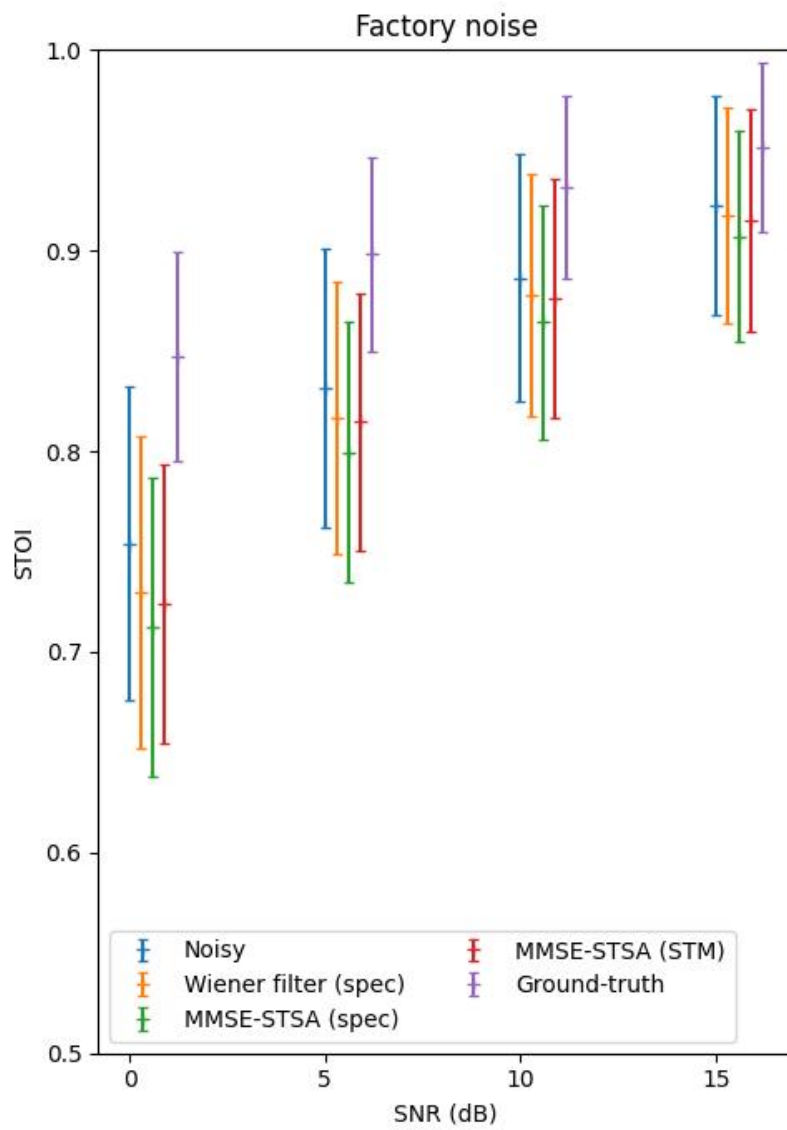 Factory noise
1.0
0.9
0.8
0.7
0.6
0.5
STOI
Noisy
Wiener filter (spec)
MMSE-STSA (spec)
MMSE-STSA (STM)
Ground-truth
0 5 10 15
SNR (dB)